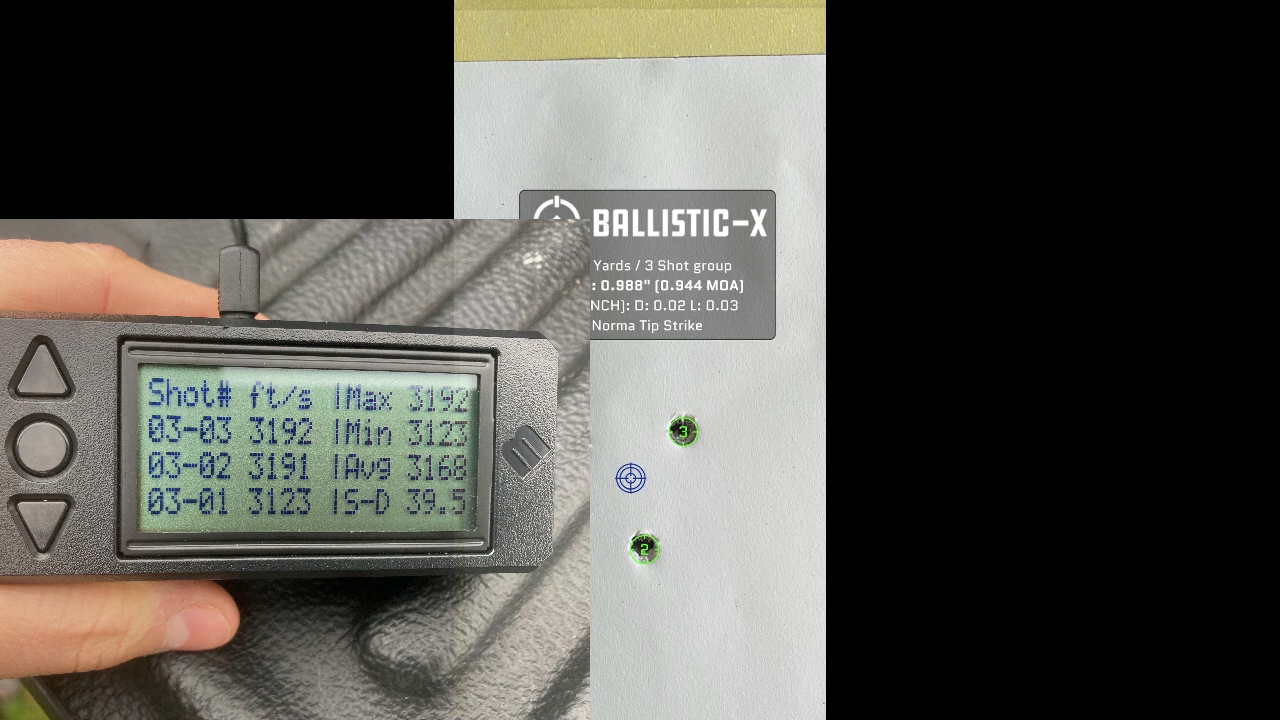 BALLISTIC-X
Yards / 3 Shot group
: 0.988" (0.944 MOA)
NCH]: D: 0.02 L: 0.03
Norma Tip Strike
Shot# ft/s |Max 3192
03-03 3192 |Min 3123
03-02 3191 |Avg 3168
03-01 3123 |S-D 39.5
m
3
2